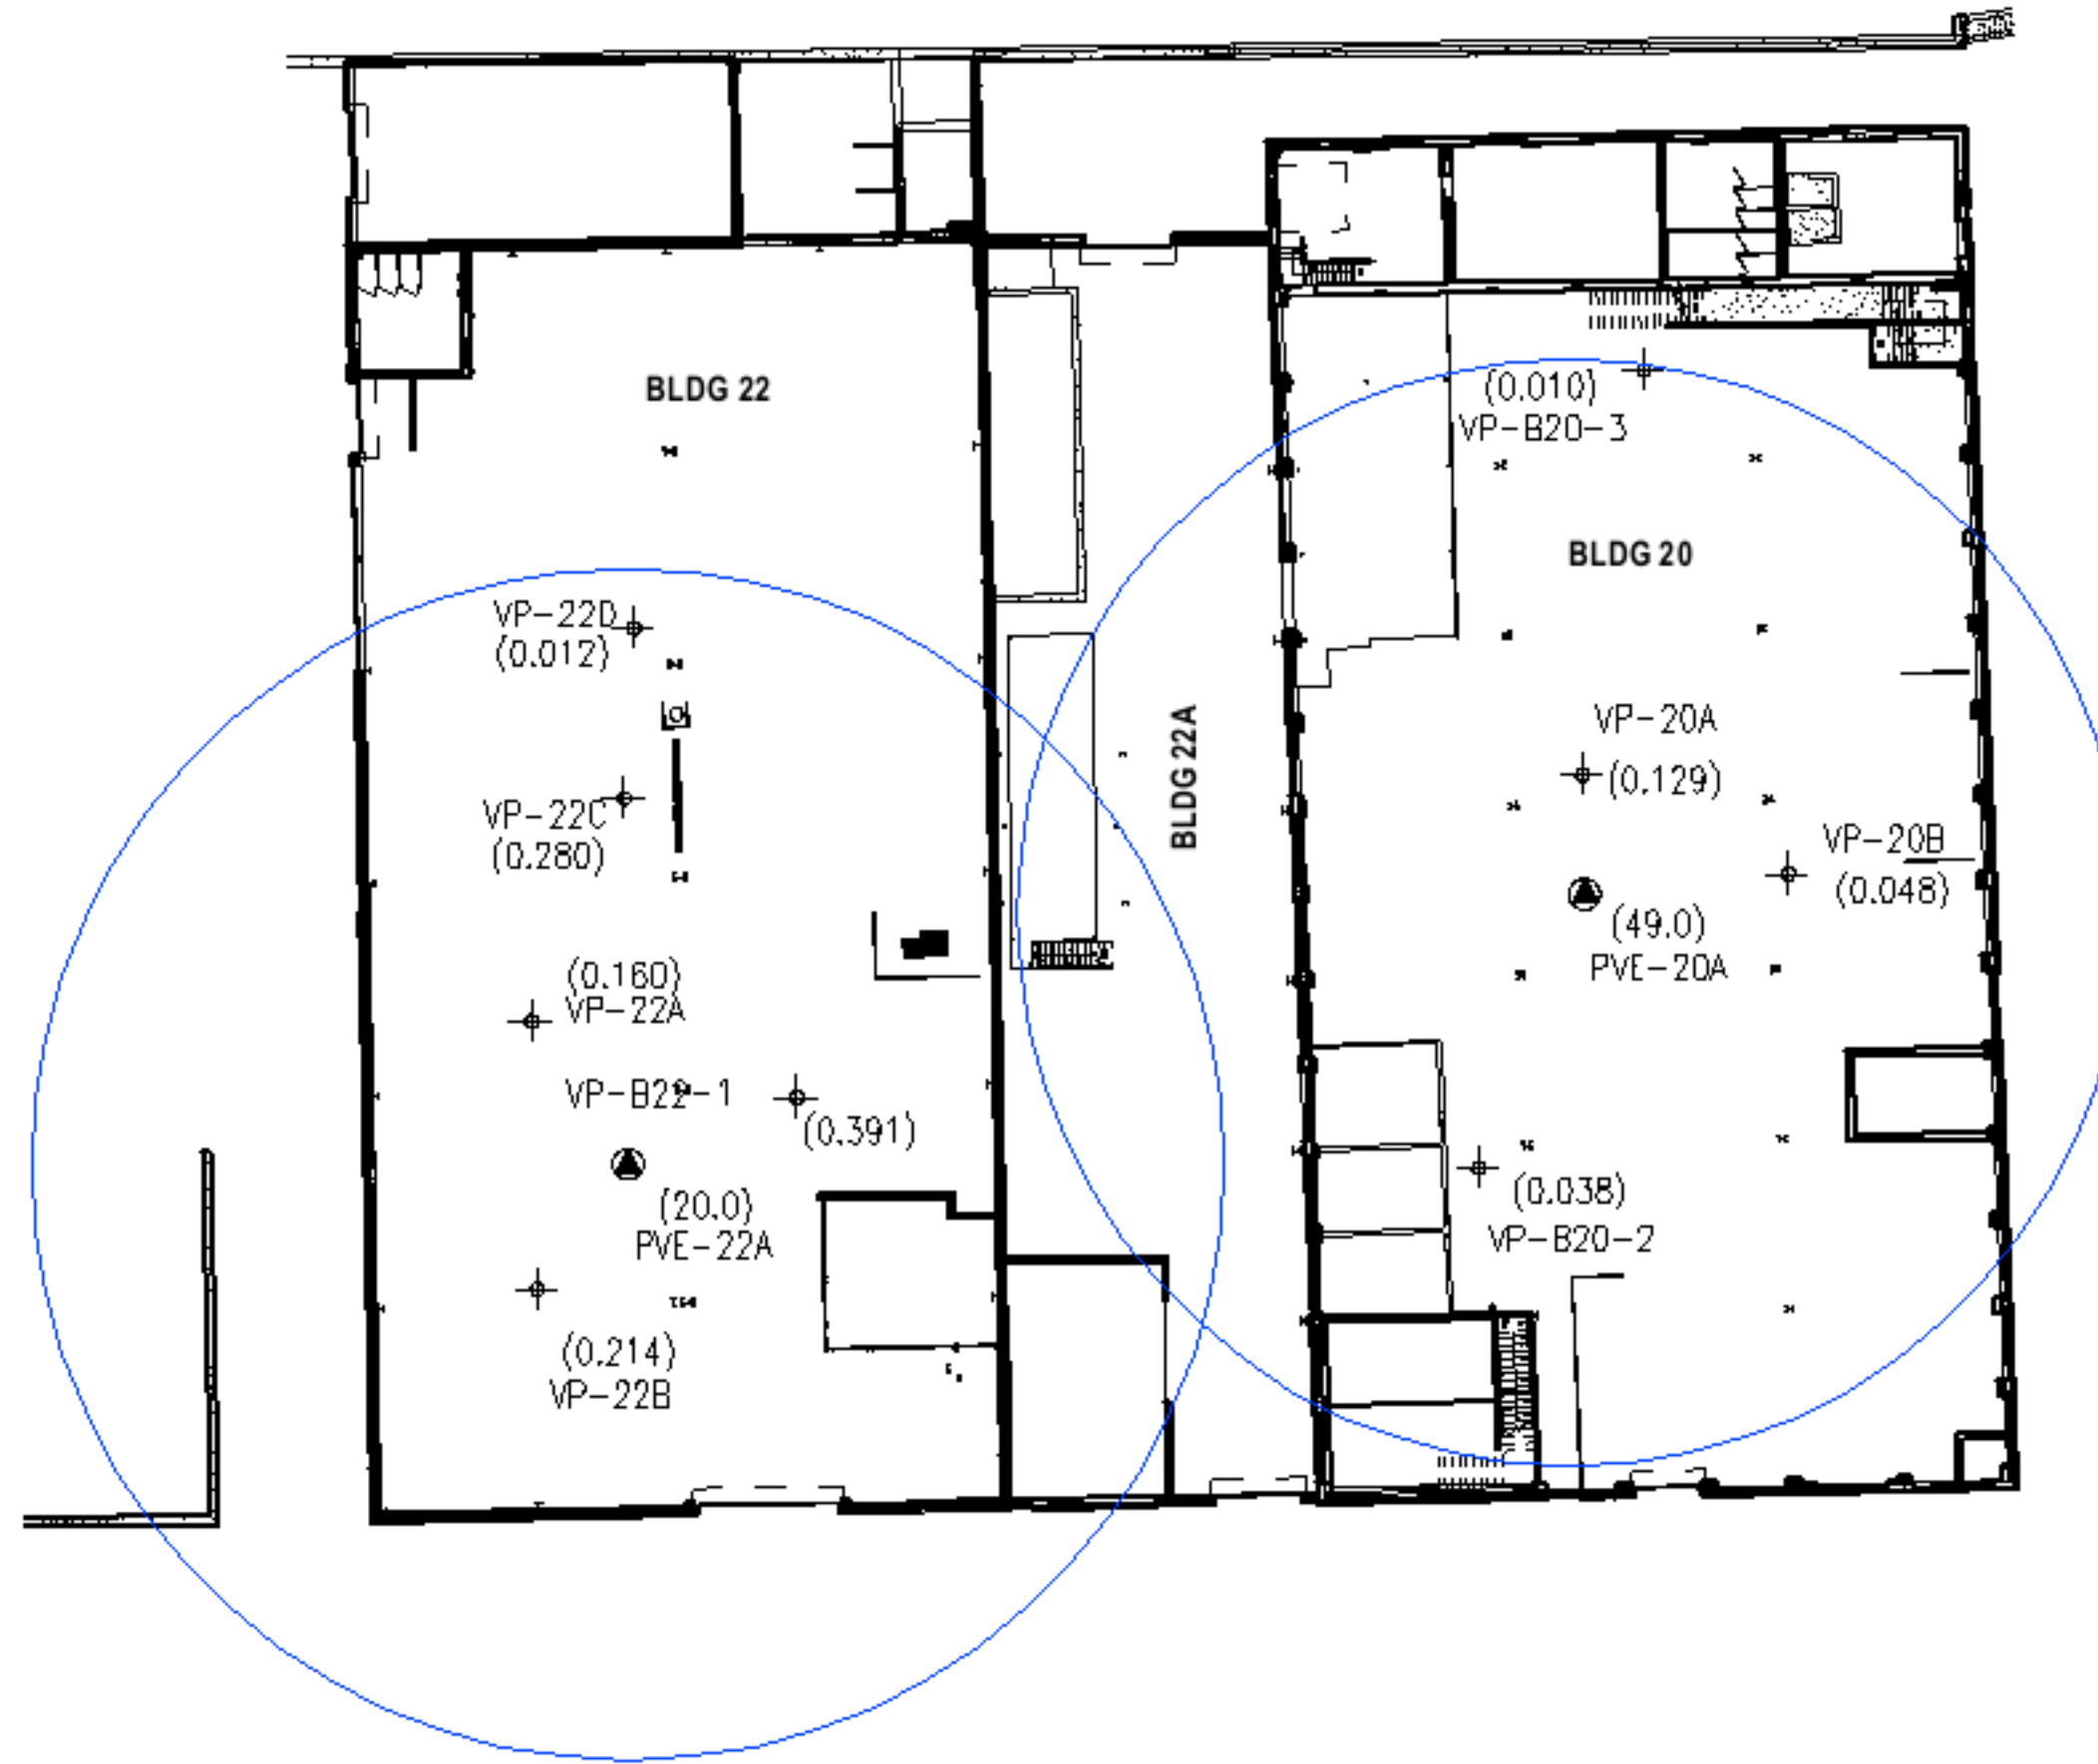 BLDG 22
(0.010)
VP-B20-3
BLDG 20
VP-22D
(0.012)
BLDG 22A
VP-20A
(0.129)
VP-22C
(0.280)
VP-20B
(0.048)
(49.0)
PVE-20A
(0.160)
VP-22A
VP-B22-1
(0.391)
(20.0)
PVE-22A
(0.038)
VP-B20-2
(0.214)
VP-22B